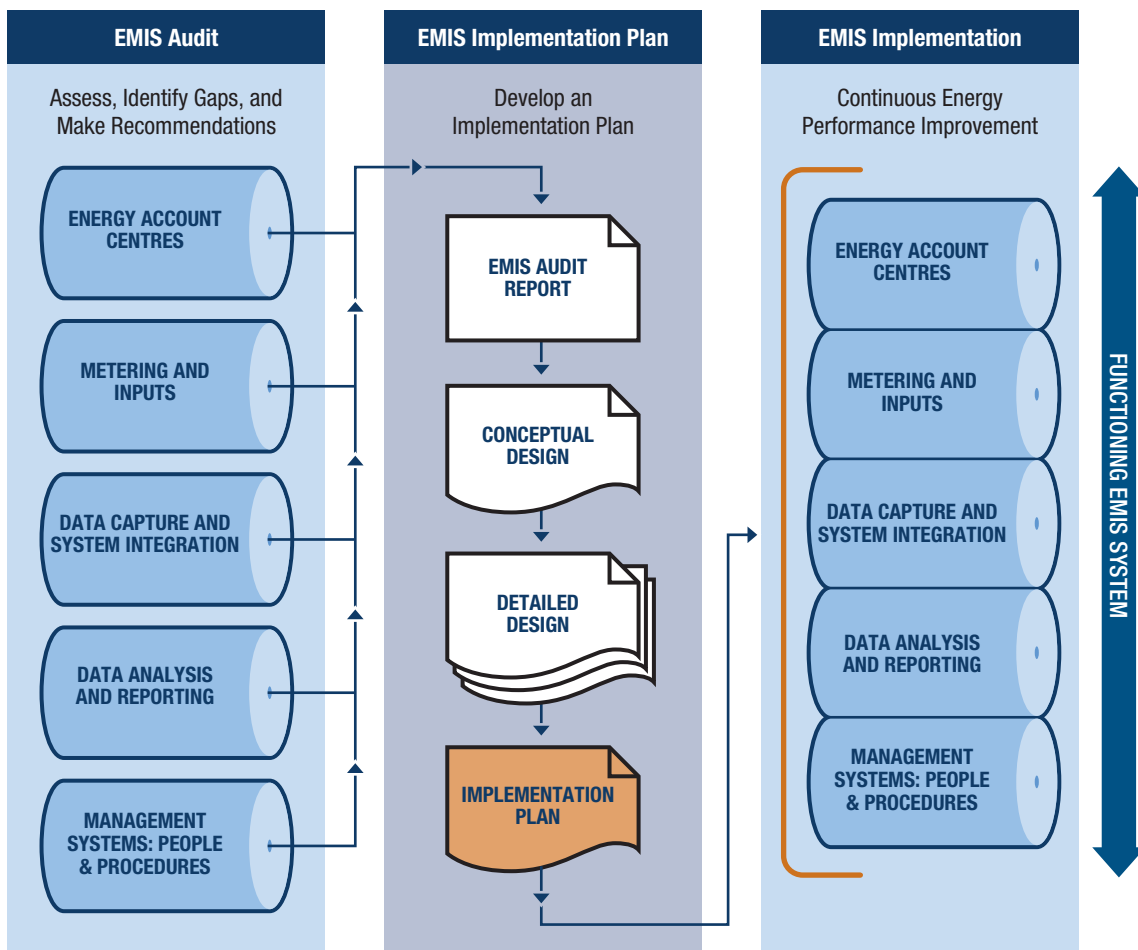 EMIS Audit
Assess, Identify Gaps, and
Make Recommendations
ENERGY ACCOUNT
CENTRES
METERING AND
INPUTS
DATA CAPTURE AND
SYSTEM INTEGRATION
DATA ANALYSIS
AND REPORTING
MANAGEMENT
SYSTEMS: PEOPLE
& PROCEDURES
EMIS Implementation Plan
Develop an
Implementation Plan
EMIS AUDIT
REPORT
CONCEPTUAL
DESIGN
DETAILED
DESIGN
IMPLEMENTATION
PLAN
EMIS Implementation
Continuous Energy
Performance Improvement
ENERGY ACCOUNT
CENTRES
METERING AND
INPUTS
DATA CAPTURE AND
SYSTEM INTEGRATION
DATA ANALYSIS
AND REPORTING
MANAGEMENT
SYSTEMS: PEOPLE
& PROCEDURES
FUNCTIONING EMIS SYSTEM